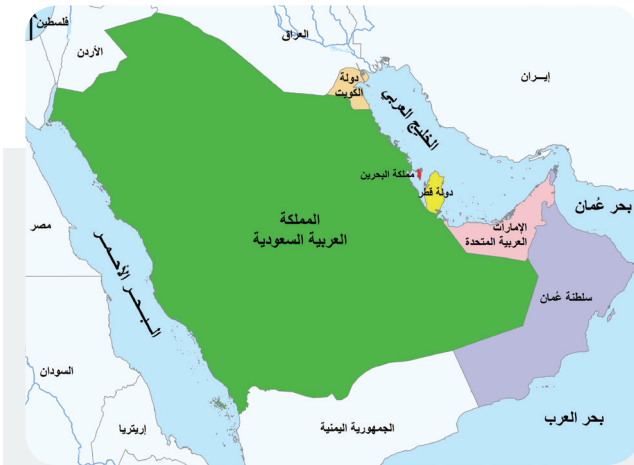 فلسطين
الأردن
العراق
إيـــران
دولة
الكويت
الخليج العربي
مملكة البحرين
دولة قطر
بحر عُمان
الإمارات
العربية المتحدة
المملكة
العربية السعودية
مصر
البحر الأحمر
سلطنة عُمان
السودان
إريتريا
الجمهورية اليمنية
بحر العرب